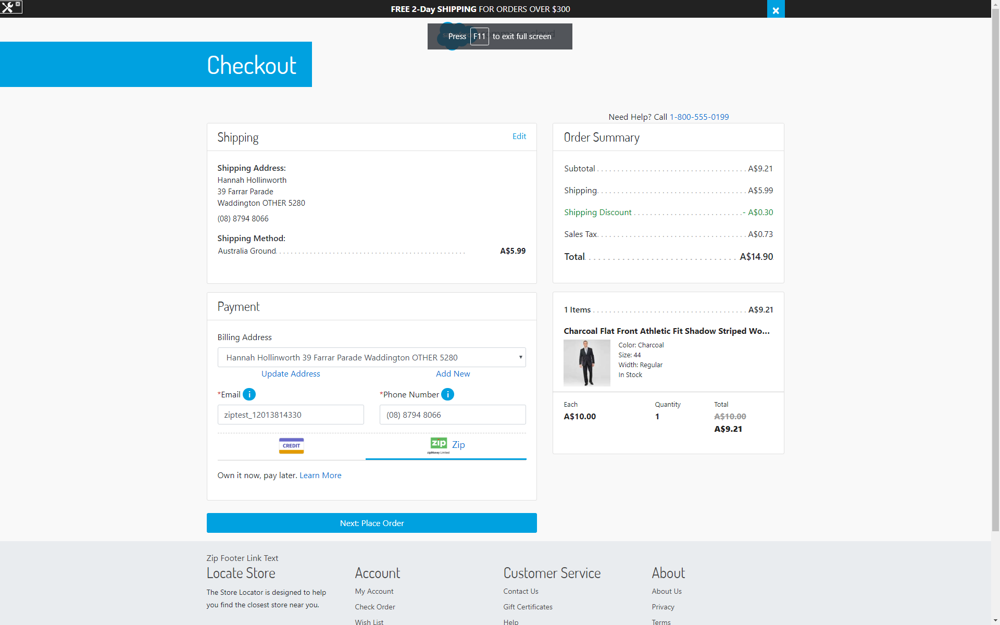 FREE 2-Day SHIPPING FOR ORDERS OVER $300
Press F11 to exit full screen
Checkout
Need Help? Call 1-800-555-0199
Shipping
Edit
Shipping Address:
Hannah Hollinworth
39 Farrar Parade
Waddington OTHER 5280
(08) 8794 8066
Shipping Method:
Australia Ground A$5.99
Order Summary
Subtotal A$9.21
Shipping A$5.99
Shipping Discount - A$0.30
Sales Tax A$0.73
Total A$14.90
Payment
Billing Address
Hannah Hollinworth 39 Farrar Parade Waddington OTHER 5280
Update Address Add New
*Email i *Phone Number i
ziptest_12013814330 (08) 8794 8066
CREDIT
zip Zip
zipMoney Limited
Own it now, pay later. Learn More
Next: Place Order
1 Items A$9.21
Charcoal Flat Front Athletic Fit Shadow Striped Wo...
Color: Charcoal
Size: 44
Width: Regular
In Stock
Each Quantity Total
A$10.00 1 A$10.00
A$9.21
Zip Footer Link Text
Locate Store
The Store Locator is designed to help
you find the closest store near you.
Account
My Account
Check Order
Wish List
Customer Service
Contact Us
Gift Certificates
Help
About
About Us
Privacy
Terms